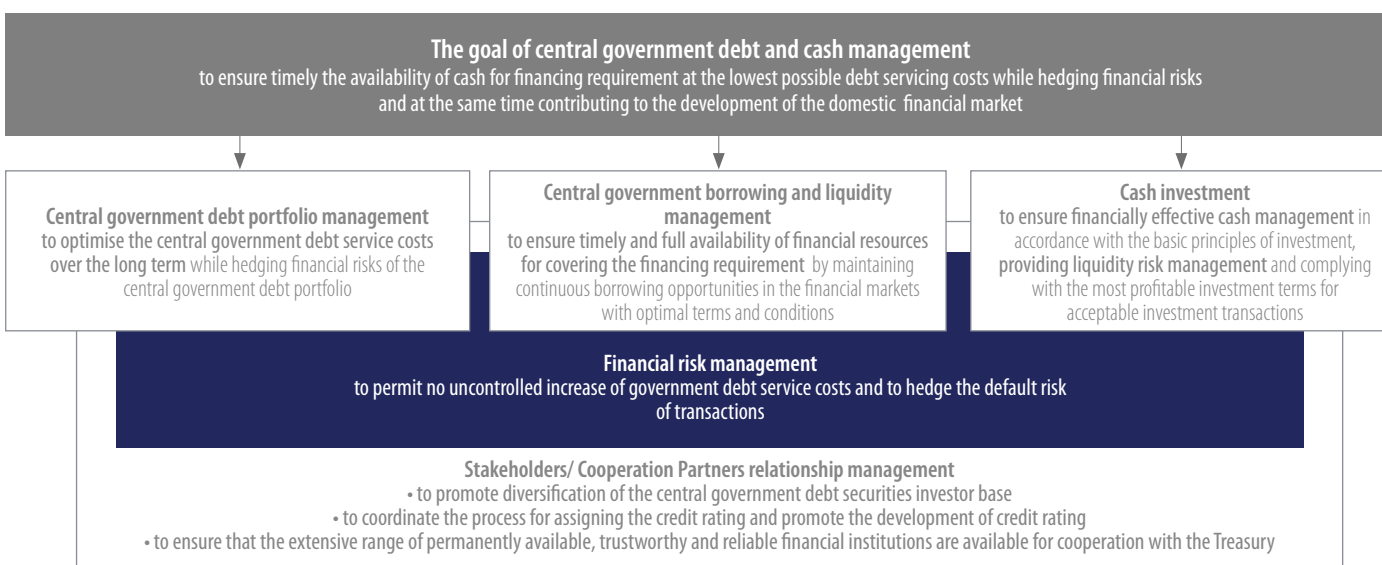 The goal of central government debt and cash management
to ensure timely the availability of cash for financing requirement at the lowest possible debt servicing costs while hedging financial risks
and at the same time contributing to the development of the domestic financial market
Central government debt portfolio management
to optimise the central government debt service costs
over the long term while hedging financial risks of the
central government debt portfolio
Central government borrowing and liquidity
management
to ensure timely and full availability of financial resources
for covering the financing requirement by maintaining
continuous borrowing opportunities in the financial markets
with optimal terms and conditions
Cash investment
to ensure financially effective cash management in
accordance with the basic principles of investment,
providing liquidity risk management and complying
with the most profitable investment terms for
acceptable investment transactions
Financial risk management
to permit no uncontrolled increase of government debt service costs and to hedge the default risk
of transactions
Stakeholders/ Cooperation Partners relationship management
• to promote diversification of the central government debt securities investor base
• to coordinate the process for assigning the credit rating and promote the development of credit rating
• to ensure that the extensive range of permanently available, trustworthy and reliable financial institutions are available for cooperation with the Treasury